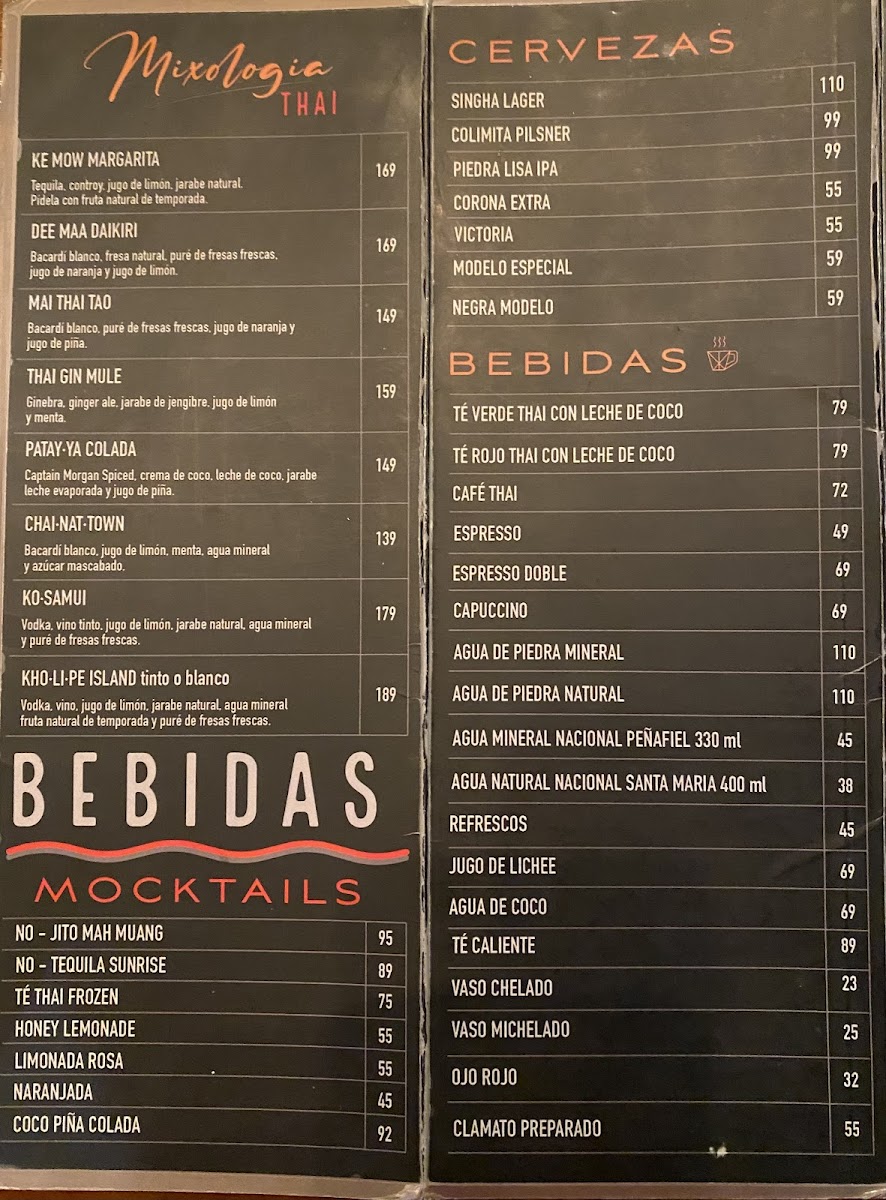 Mixologia
THAI
KE MOW MARGARITA
169
Tequila, controy, jugo de limón, jarabe natural.
Pídela con fruta natural de temporada.
DEE MAA DAIKIRI
169
Bacardí blanco, fresa natural, puré de fresas frescas,
jugo de naranja y jugo de limón.
MAI THAI TAO
149
Bacardí blanco, puré de fresas frescas, jugo de naranja y
jugo de piña.
THAI GIN MULE
159
Ginebra, ginger ale, jarabe de jengibre, jugo de limón
y menta.
PATAY-YA COLADA
149
Captain Morgan Spiced, crema de coco, leche de coco, jarabe
leche evaporada y jugo de piña.
CHAI-NAT-TOWN
139
Bacardí blanco, jugo de limón, menta, agua mineral
y azúcar mascabado.
KO-SAMUI
179
Vodka, vino tinto, jugo de limón, jarabe natural, agua mineral
y puré de fresas frescas.
KHO-LI-PE ISLAND tinto o blanco
189
Vodka, vino, jugo de limón, jarabe natural, agua mineral
fruta natural de temporada y puré de fresas frescas.
BEBIDAS
MOCKTAILS
NO - JITO MAH MUANG 95
NO - TEQUILA SUNRISE 89
TÉ THAI FROZEN 75
HONEY LEMONADE 55
LIMONADA ROSA 55
NARANJADA 45
COCO PIÑA COLADA 92
CERVEZAS
SINGHA LAGER 110
COLIMITA PILSNER 99
PIEDRA LISA IPA 99
CORONA EXTRA 55
VICTORIA 55
MODELO ESPECIAL 59
NEGRA MODELO 59
BEBIDAS
TÉ VERDE THAI CON LECHE DE COCO 79
TÉ ROJO THAI CON LECHE DE COCO 79
CAFÉ THAI 72
ESPRESSO 49
ESPRESSO DOBLE 69
CAPUCCINO 69
AGUA DE PIEDRA MINERAL 110
AGUA DE PIEDRA NATURAL 110
AGUA MINERAL NACIONAL PEÑAFIEL 330 ml 45
AGUA NATURAL NACIONAL SANTA MARIA 400 ml 38
REFRESCOS 45
JUGO DE LICHEE 69
AGUA DE COCO 69
TÉ CALIENTE 89
VASO CHELADO 23
VASO MICHELADO 25
OJO ROJO 32
CLAMATO PREPARADO 55